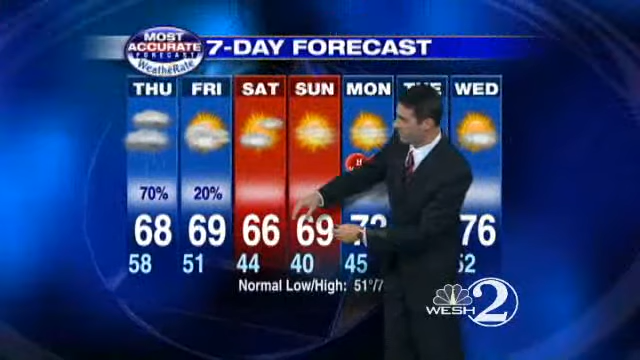 MOST
ACCURATE
FORECAST
WeatheRate
7-DAY FORECAST
THU FRI SAT SUN MON TUE WED
H
70% 20%
68 69 66 69 76
58 51 44 40 45
Normal Low/High: 51°/7
WESH 2